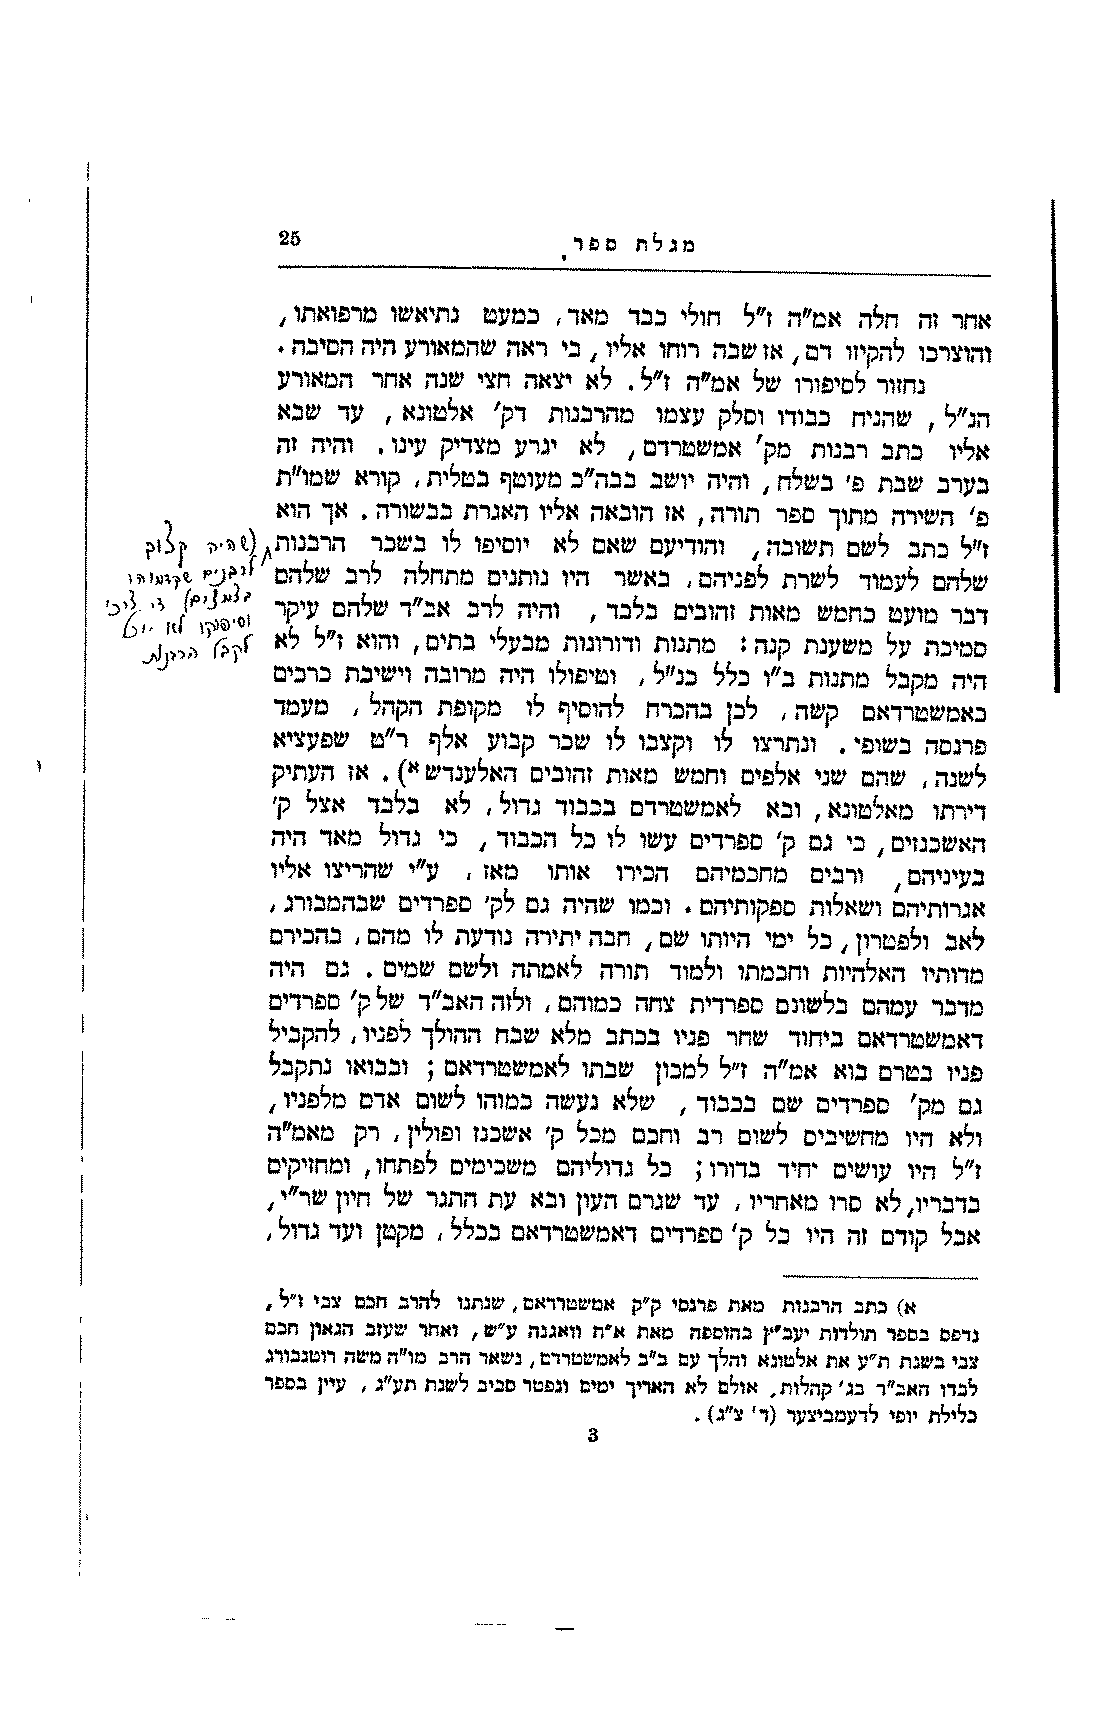 מגלת ספר.
25
אחר זה חלה אמ"ה ז"ל חולי כבד מאד, כמעט נתיאשו מרפואתו,
והוצרכו להקיזו דם, אז שבה רוחו אליו, כי ראה שהמאורע היה הסיבה.
נחזור לסיפורו של אמ"ה ז"ל. לא יצאה חצי שנה אחר המאורע
הנ"ל, שהניח כבודו וסלק עצמו מהרבנות דק' אלטונא, עד שבא
אליו כתב רבנות מק' אמשטרדם, לא יגרע מצדיק עינו. והיה זה
בערב שבת פ' בשלח, והיה יושב בבה"כ מעוטף בטלית, קורא שמו"ת
פ' השירה מתוך ספר תורה, אז הובאה אליו האגרת בבשורה. אך הוא
ז"ל כתב לשם תשובה, והודיעם שאם לא יוסיפו לו בשכר הרבנות
שלהם לעמוד לשרת לפניהם, באשר היו נותנים מתחלה לרב שלהם
דבר מועט כחמש מאות זהובים בלבד, והיה לרב אב"ד שלהם עיקר
סמיכת על משענת קנה: מתנות ודורונות מבעלי בתים, והוא ז"ל לא
היה מקבל מתנות ב"ו כלל כנ"ל, וטיפולו היה מרובה וישיבת כרכים
כאמשטרדאם קשה, לכן בהכרח להוסיף לו מקופת הקהל, מעמד
פרנסה בשופי. ונתרצו לו וקצבו לו שכר קבוע אלף ר"ט שפעציא
לשנה, שהם שני אלפים וחמש מאות זהובים האלענדש א). אז העתיק
דירתו מאלטונא, ובא לאמשטרדם בכבוד גדול, לא בלבד אצל ק'
האשכנזים, כי גם ק' ספרדים עשו לו כל הכבוד, כי גדול מאד היה
בעיניהם, ורבים מחכמיהם הכירו אותו מאז, ע"י שהריצו אליו
אגרותיהם ושאלות ספקותיהם. וכמו שהיה גם לק' ספרדים שבהמבורג,
לאב ולפטרון, כל ימי היותו שם, חבה יתירה נודעת לו מהם, בהכירם
מדותיו האלהיות וחכמתו ולמוד תורה לאמתה ולשם שמים. גם היה
מדבר עמהם בלשונם ספרדית צחה כמוהם, ולזה האב"ד של ק' ספרדים
דאמשטרדאם ביחוד שחר פניו בכתב מלא שבח ההולך לפניו, להקביל
פניו בטרם בוא אמ"ה ז"ל למכון שבתו לאמשטרדאם; ובבואו נתקבל
גם מק' ספרדים שם בכבוד, שלא נעשה כמוהו לשום אדם מלפניו,
ולא היו מחשיבים לשום רב וחכם מכל ק' אשכנז ופולין, רק מאמ"ה
ז"ל היו עושים יחיד בדורו; כל גדוליהם משכימים לפתחו, ומחזיקים
בדבריו, לא סרו מאחריו, עד שגרם העון ובא עת התגר של חיון שר"י,
אבל קודם זה היו כל ק' ספרדים דאמשטרדאם בכלל, מקטן ועד גדול,
(שהיה קצוב
לרבנים שקדמוהו
בצמצום) די
וסיפוקו לא
לקבל הרבנות.
א) כתב הרבנות מאת פרנסי ק"ק אמשטרדאם, שנתנו להרב חכם צבי ז"ל,
נדפס בספר תולדות יעב"ץ בהוספה מאת א"ח וואגנה ע"ש, ואחר שעזב הגאון חכם
צבי בשנת ת"ע את אלטונא והלך עם ב"ב לאמשטרדם, נשאר הרב מו"ה משה רוטנבורג
לבדו האב"ד בג' קהלות, אולם לא האריך ימים ונפטר סביב לשנת תע"ג, עיין בספר
כלילת יופי לדעמביצער (ד' צ"ג).
3